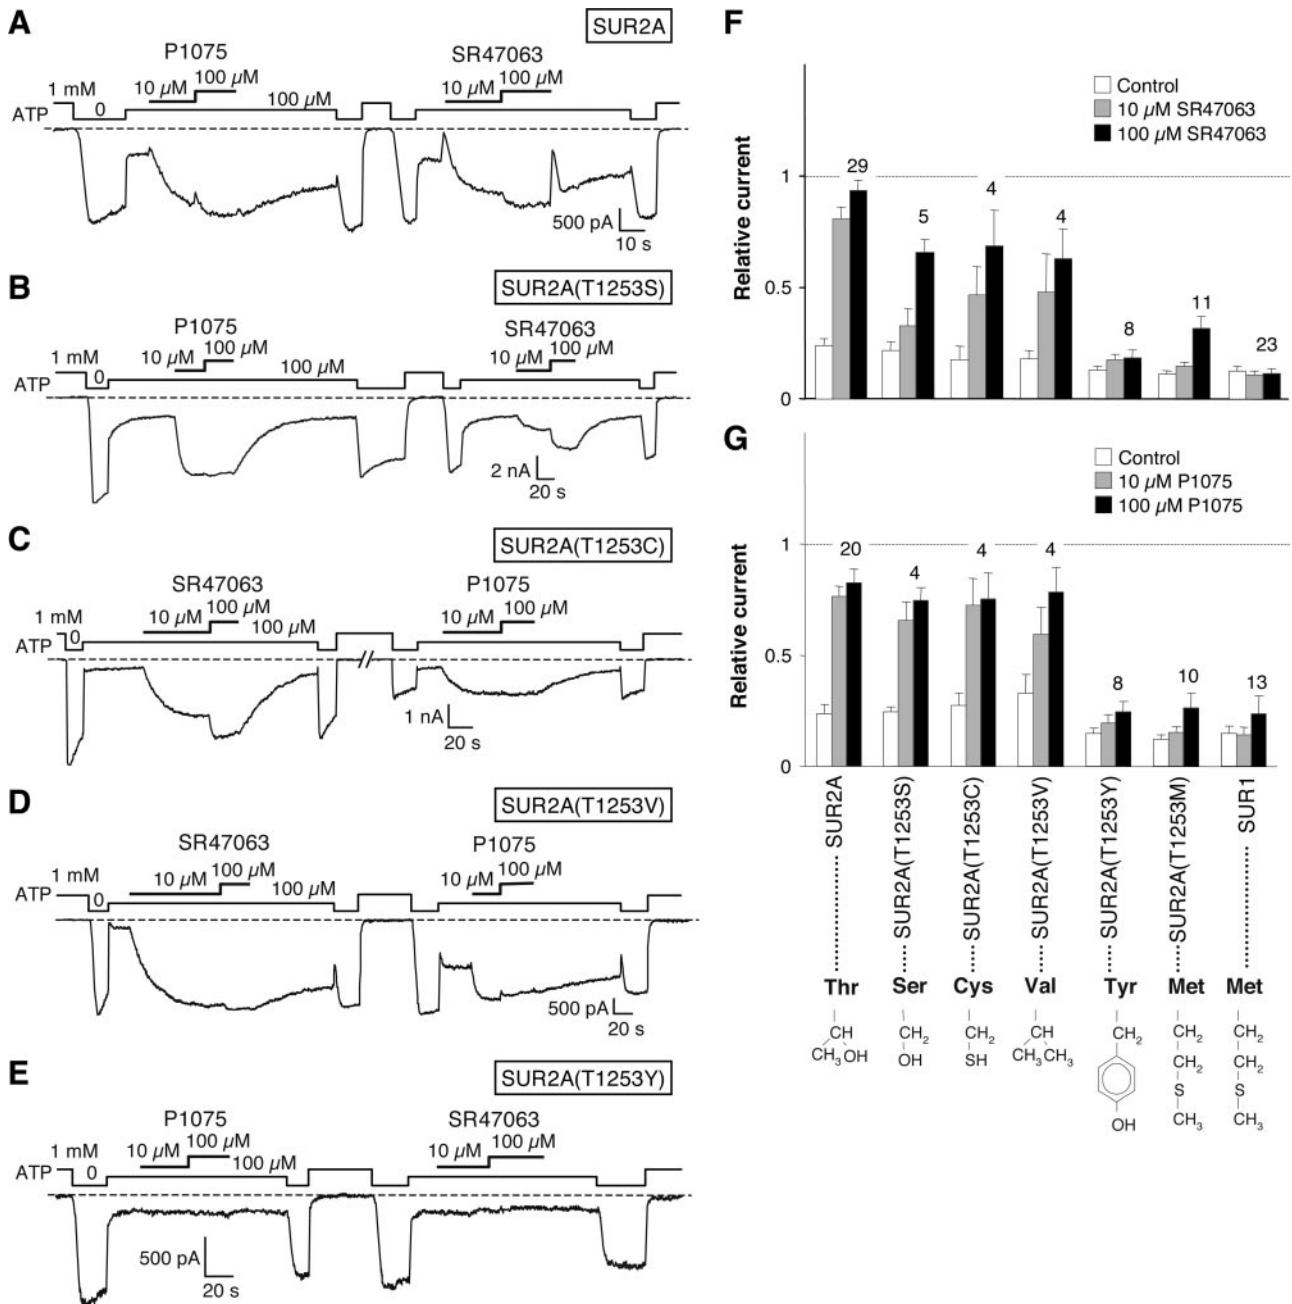 A
SUR2A
P1075
SR47063
1 mM
10 µM
100 µM
10 µM
100 µM
0
100 µM
ATP
500 pA
10 s
B
SUR2A(T1253S)
P1075
SR47063
1 mM
10 µM
100 µM
10 µM
100 µM
0
100 µM
ATP
2 nA
20 s
C
SUR2A(T1253C)
SR47063
P1075
1 mM
10 µM
100 µM
10 µM
100 µM
0
100 µM
ATP
1 nA
20 s
D
SUR2A(T1253V)
SR47063
P1075
1 mM
10 µM
100 µM
10 µM
100 µM
0
100 µM
ATP
500 pA
20 s
E
SUR2A(T1253Y)
P1075
SR47063
1 mM
10 µM
100 µM
10 µM
100 µM
0
100 µM
ATP
500 pA
20 s
F
Control
10 µM SR47063
100 µM SR47063
Relative current
1
0.5
0
29
5
4
4
8
11
23
G
Control
10 µM P1075
100 µM P1075
Relative current
1
0.5
0
20
4
4
4
8
10
13
SUR2A
SUR2A(T1253S)
SUR2A(T1253C)
SUR2A(T1253V)
SUR2A(T1253Y)
SUR2A(T1253M)
SUR1
Thr Ser Cys Val Tyr Met Met
CH CH2 CH2 CH CH2 CH2 CH2
CH3 OH OH SH CH3 CH3 CH2 CH2
S S
OH CH3 CH3